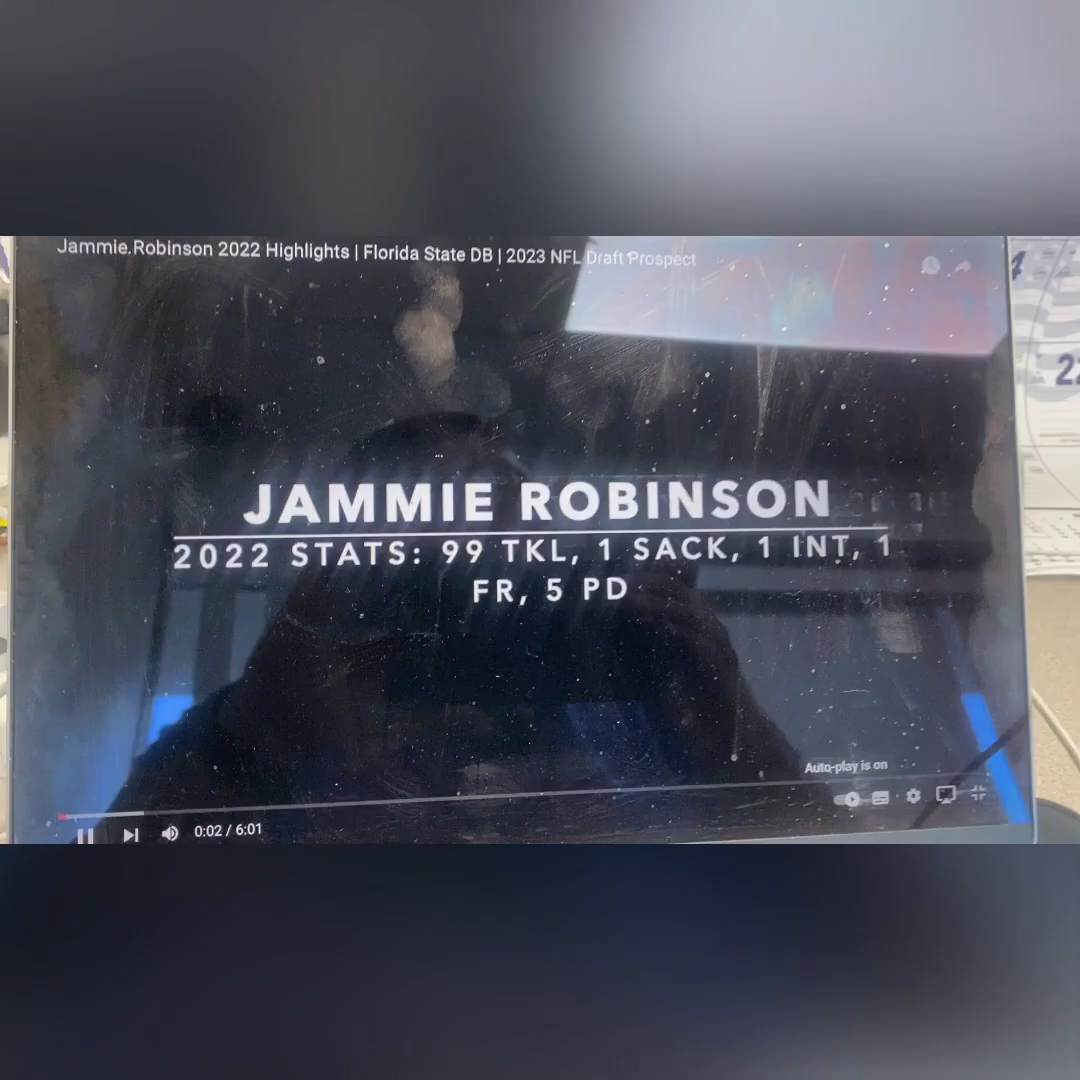 Jammie Robinson 2022 Highlights | Florida State DB | 2023 NFL Draft Prospect
JAMMIE ROBINSON
2022 STATS: 99 TKL, 1 SACK, 1 INT, 1
FR, 5 PD
Auto-play is on
0:02 / 6:01